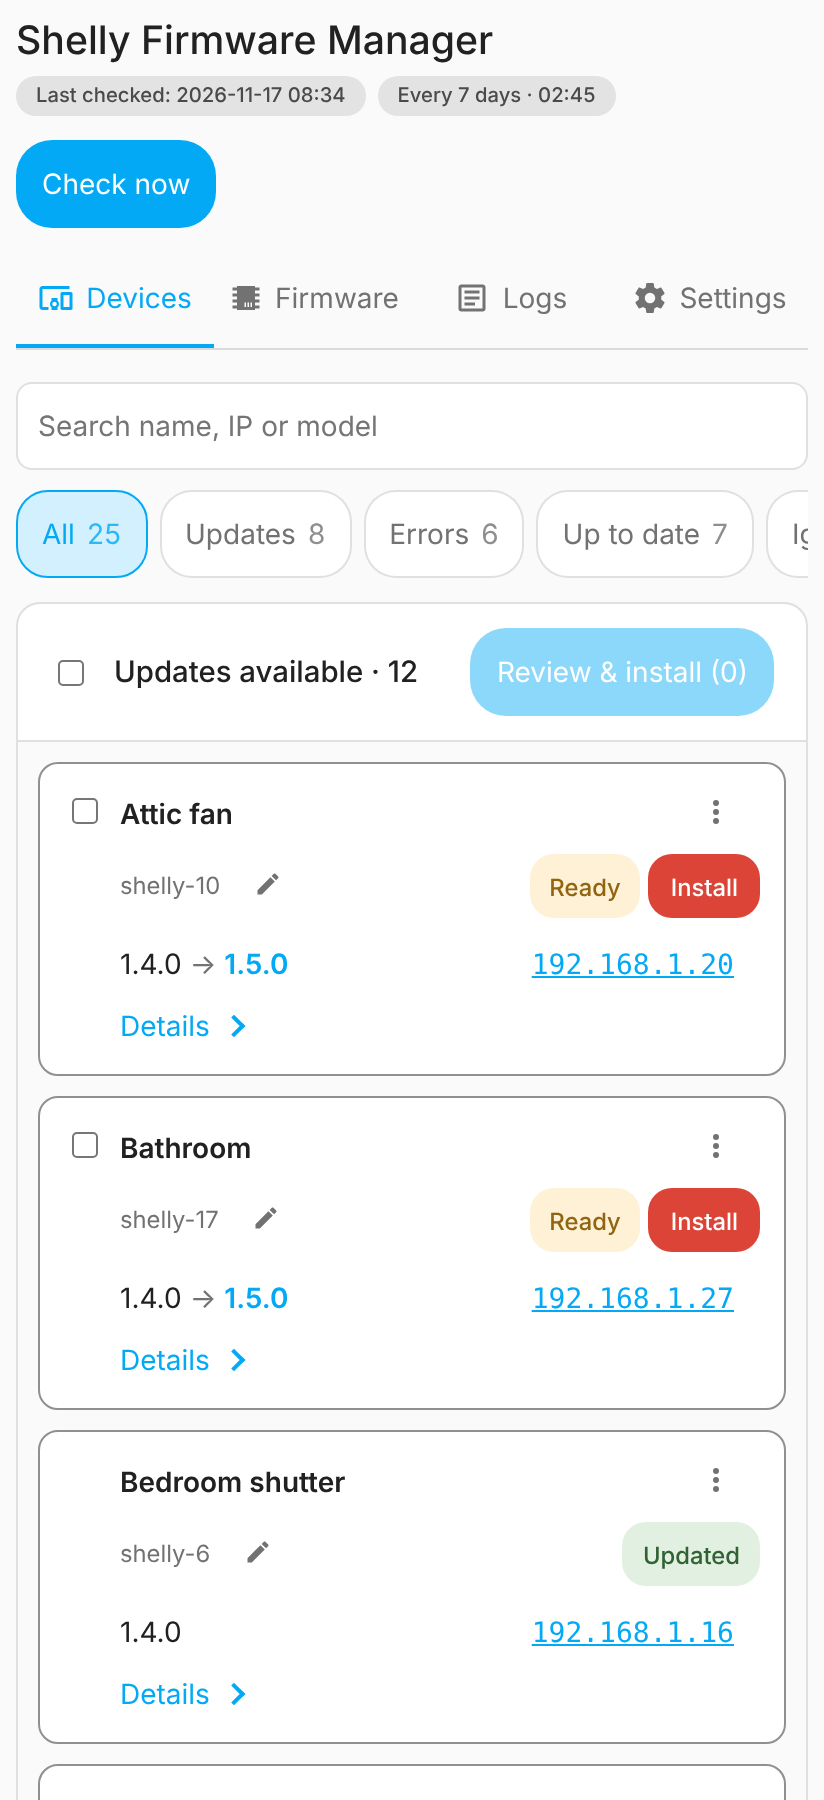 Shelly Firmware Manager
Last checked: 2026-11-17 08:34 Every 7 days · 02:45
Check now
Devices Firmware Logs Settings
Search name, IP or model
All 25 Updates 8 Errors 6 Up to date 7
Updates available · 12 Review & install (0)
Attic fan
shelly-10 Ready Install
1.4.0 → 1.5.0 192.168.1.20
Details
Bathroom
shelly-17 Ready Install
1.4.0 → 1.5.0 192.168.1.27
Details
Bedroom shutter
shelly-6 Updated
1.4.0 192.168.1.16
Details